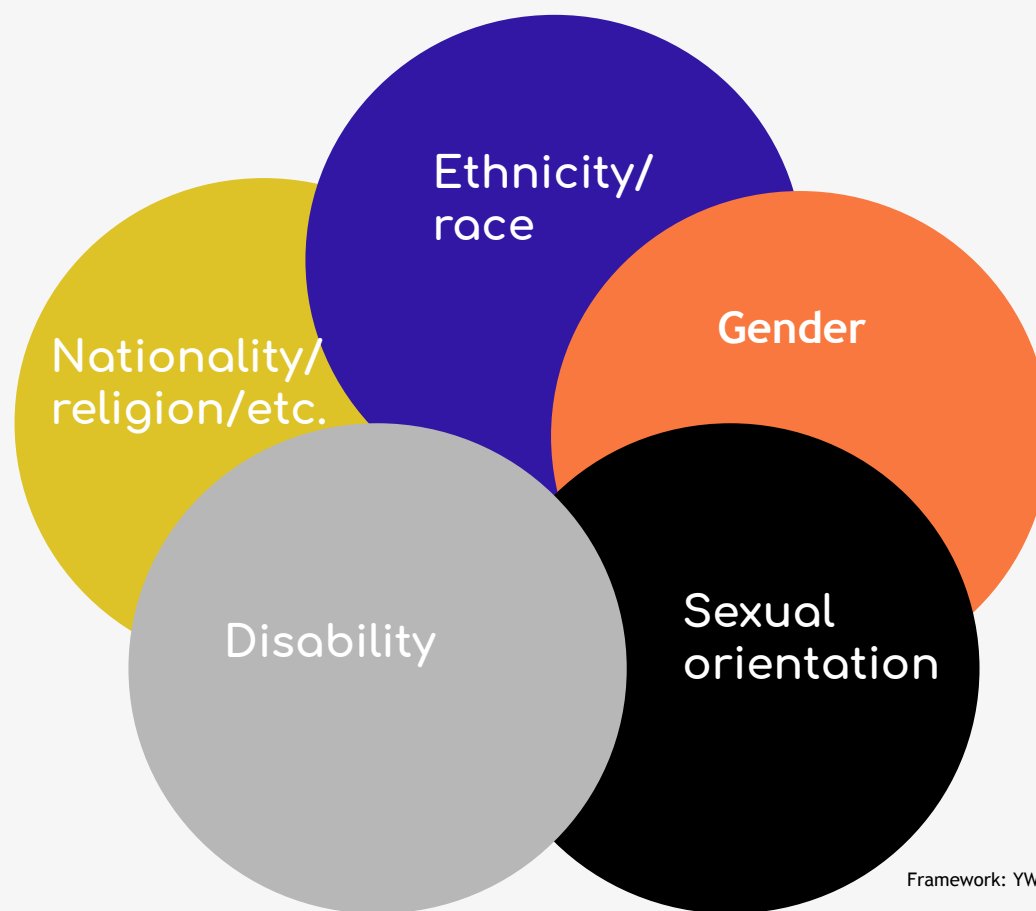 Ethnicity/
race
Gender
Nationality/
religion/etc.
Sexual
orientation
Disability
Framework: YW